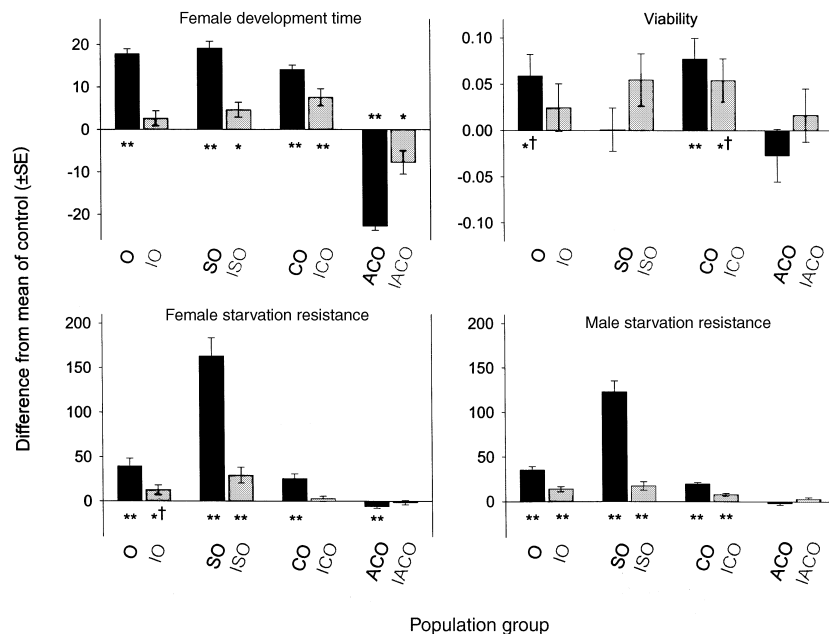 Female development time
20
10
0
-10
-20
** ** * ** **
** *
O IO SO ISO CO ICO ACO IACO
Viability
0.10
0.05
0.00
-0.05
-0.10
*† ** *†
O IO SO ISO CO ICO ACO IACO
Difference from mean of control (±SE)
Female starvation resistance
200
150
100
50
0
** *† ** ** ** **
O IO SO ISO CO ICO ACO IACO
Male starvation resistance
200
150
100
50
0
** ** ** ** ** **
O IO SO ISO CO ICO ACO IACO
Population group